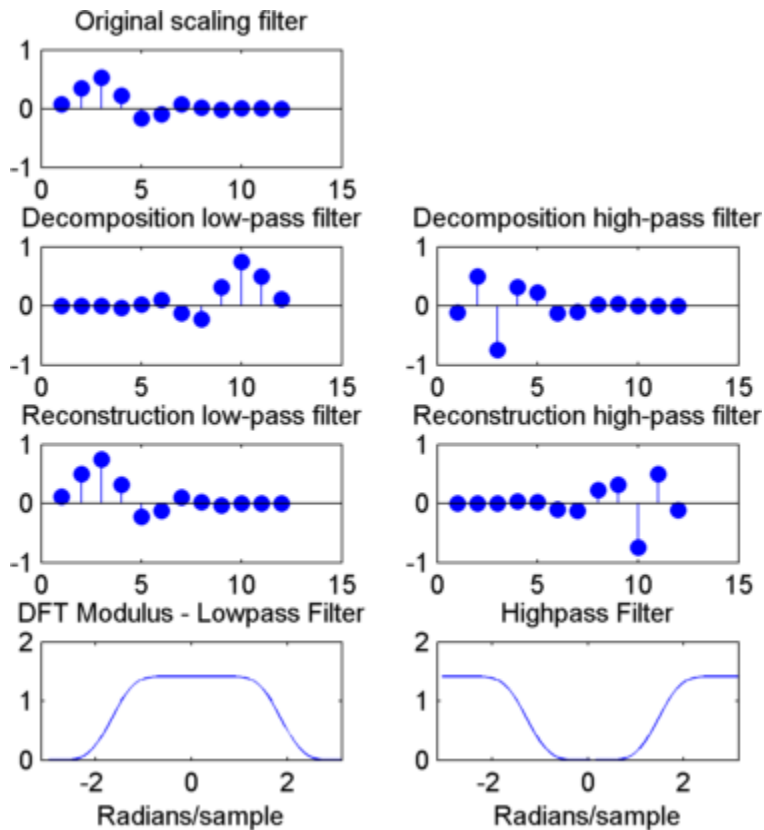 Original scaling filter
1
0
-1
0 5 10 15
Decomposition low-pass filter Decomposition high-pass filter
1 1
0 0
-1 -1
0 5 10 15 0 5 10 15
Reconstruction low-pass filter Reconstruction high-pass filter
1 1
0 0
-1 -1
0 5 10 15 0 5 10 15
DFT Modulus - Lowpass Filter Highpass Filter
2 2
1 1
0 0
-2 0 2 -2 0 2
Radians/sample Radians/sample